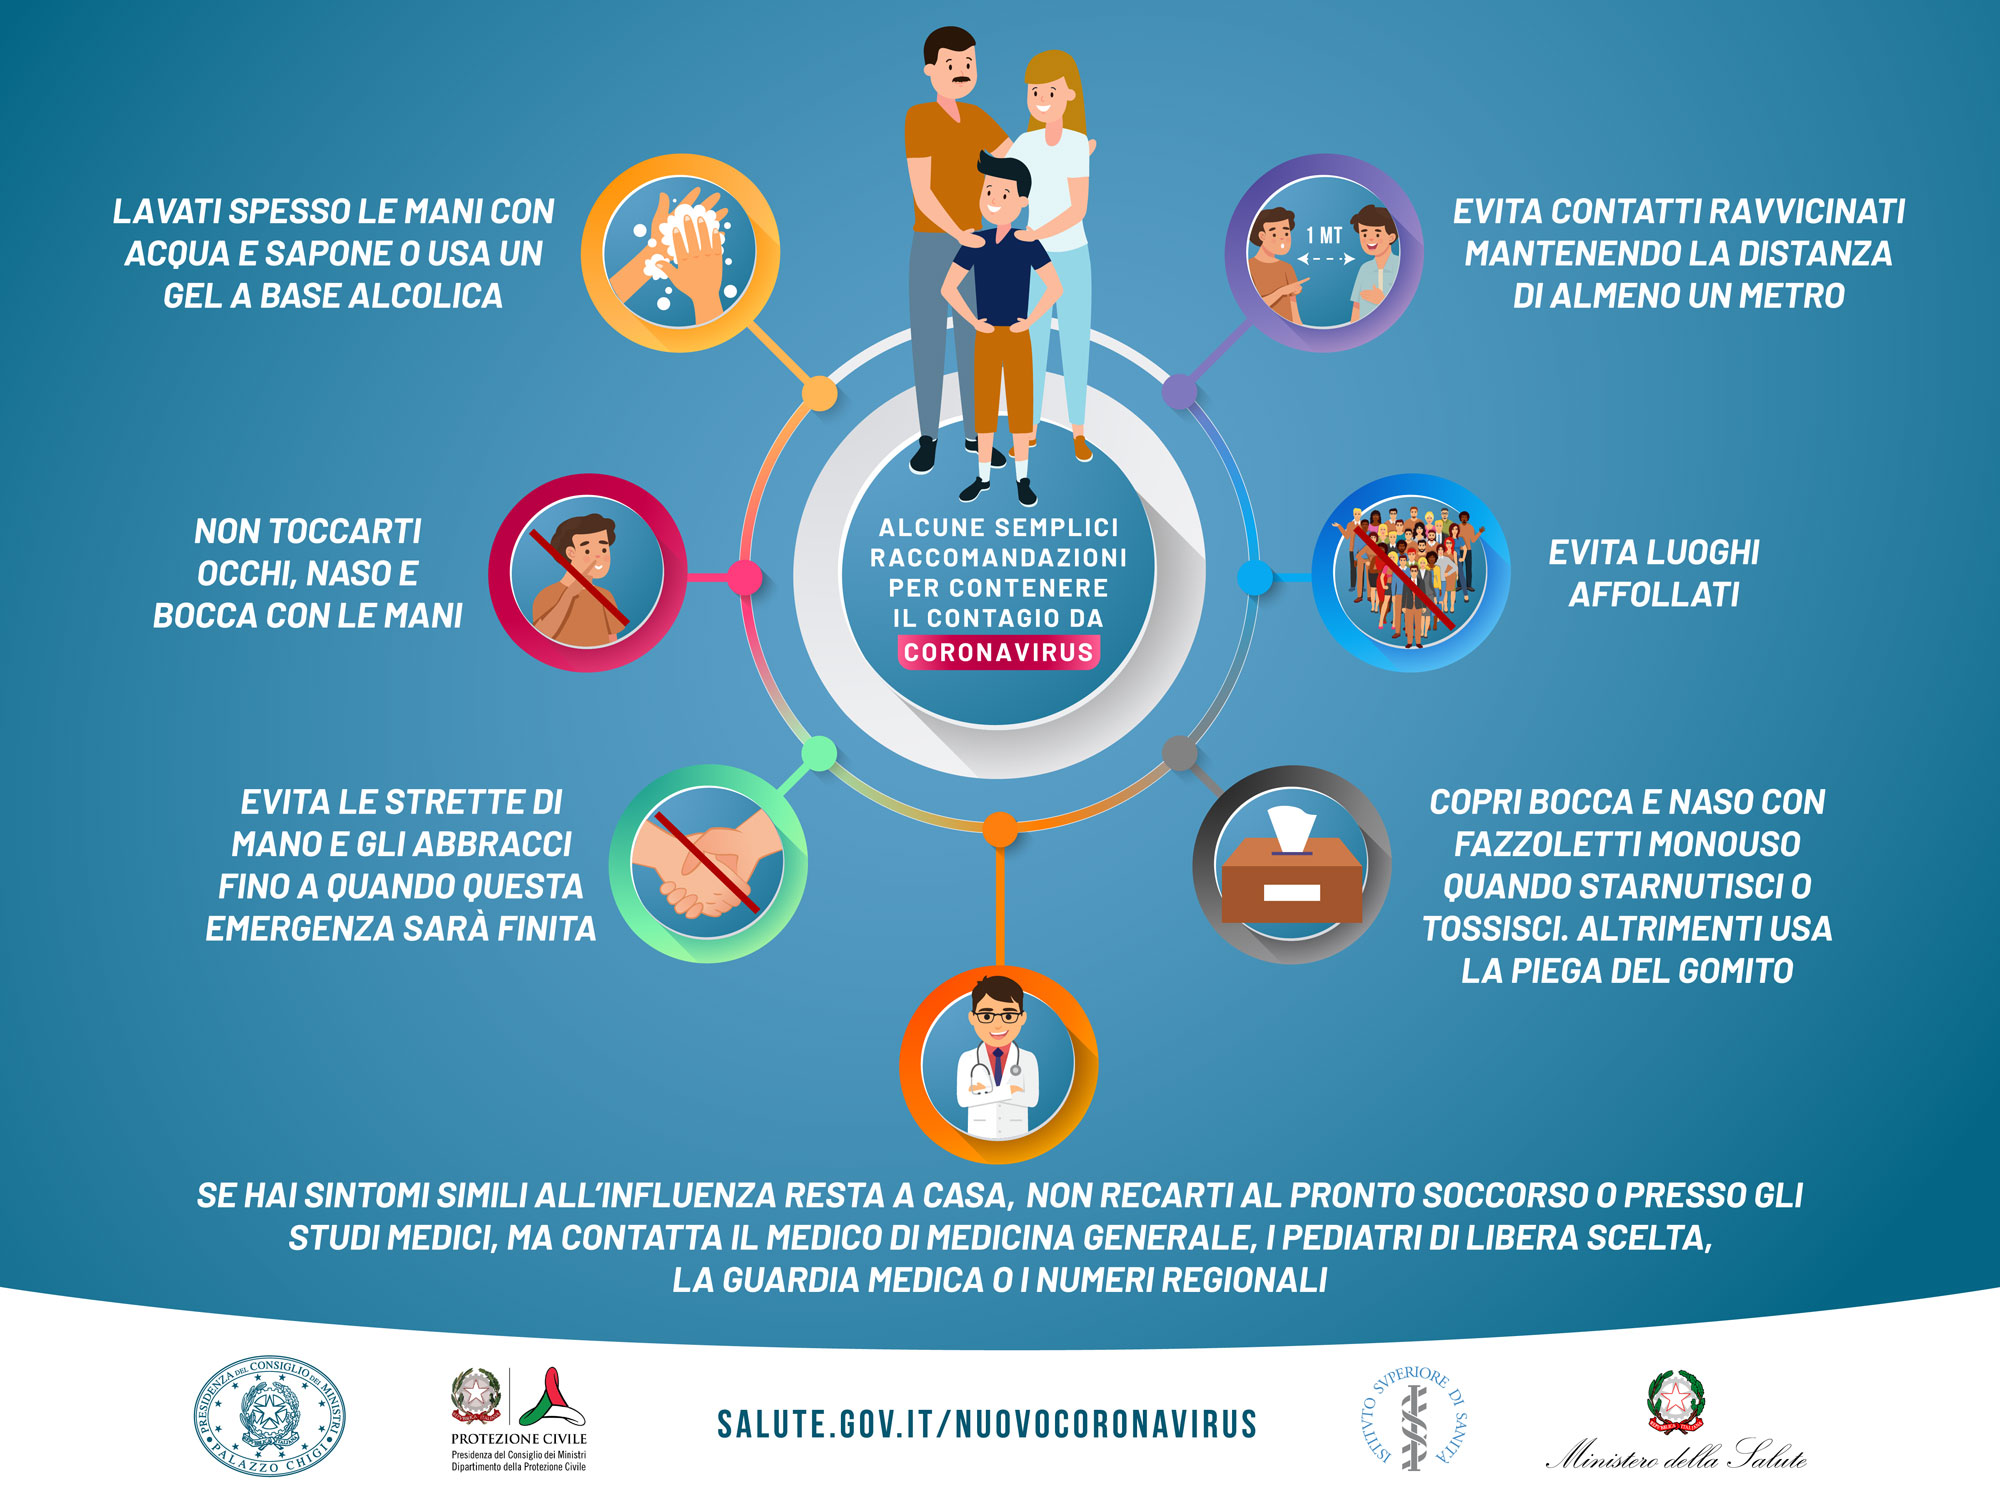 LAVATI SPESSO LE MANI CON
ACQUA E SAPONE O USA UN
GEL A BASE ALCOLICA
1 MT
EVITA CONTATTI RAVVICINATI
MANTENENDO LA DISTANZA
DI ALMENO UN METRO
NON TOCCARTI
OCCHI, NASO E
BOCCA CON LE MANI
ALCUNE SEMPLICI
RACCOMANDAZIONI
PER CONTENERE
IL CONTAGIO DA
CORONAVIRUS
EVITA LUOGHI
AFFOLLATI
EVITA LE STRETTE DI
MANO E GLI ABBRACCI
FINO A QUANDO QUESTA
EMERGENZA SARÀ FINITA
COPRI BOCCA E NASO CON
FAZZOLETTI MONOUSO
QUANDO STARNUTISCI O
TOSSISCI. ALTRIMENTI USA
LA PIEGA DEL GOMITO
SE HAI SINTOMI SIMILI ALL'INFLUENZA RESTA A CASA, NON RECARTI AL PRONTO SOCCORSO O PRESSO GLI
STUDI MEDICI, MA CONTATTA IL MEDICO DI MEDICINA GENERALE, I PEDIATRI DI LIBERA SCELTA,
LA GUARDIA MEDICA O I NUMERI REGIONALI
PRESIDENZA DEL CONSIGLIO DEI MINISTRI
PALAZZO CHIGI
PROTEZIONE CIVILE
Presidenza del Consiglio dei Ministri
Dipartimento della Protezione Civile
SALUTE.GOV.IT/NUOVOCORONAVIRUS
ISTITVTO SVPERIORE DI SANITÀ
Ministero della Salute